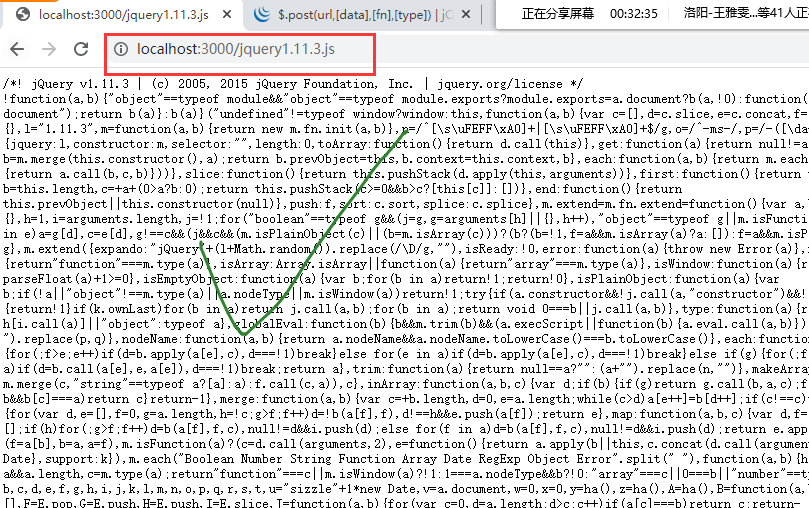 localhost:3000/jquery1.11.3.js
$.post(url,[data],[fn],[type]) | jC
正在分享屏幕
00:32:35
洛阳-王雅雯...等41人正
localhost:3000/jquery1.11.3.js
/*! jQuery v1.11.3 | (c) 2005, 2015 jQuery Foundation, Inc. | jquery.org/license */
!function(a,b){"object"==typeof module&&"object"==typeof module.exports?module.exports=a.document?b(a,!0):function(
document");return b(a)}:b(a)}("undefined"!=typeof window?window:this,function(a,b){var c=[],d=c.slice,e=c.concat,f=
{},l="1.11.3",m=function(a,b){return new m.fn.init(a,b)},n=/^[\s\uFEFF\xA0]+|[\s\uFEFF\xA0]+$/g,o=/^-ms-/,p=/-([\da
{jquery:l,constructor:m,selector:"",length:0,toArray:function(){return d.call(this)},get:function(a){return null!=a
b=m.merge(this.constructor(),a);return b.prevObject=this,b.context=this.context,b},each:function(a,b){return m.each
{return a.call(b,c,b)}))},slice:function(){return this.pushStack(d.apply(this,arguments))},first:function(){return
b=this.length,c=+a+(0>a?b:0);return this.pushStack(c>=0&&b>c?[this[c]]:[])},end:function(){return
this.prevObject||this.constructor(null)},push:f,sort:c.sort,splice:c.splice},m.extend=m.fn.extend=function(){var a,
{},h=1,i=arguments.length,j=!1;for("boolean"==typeof g&&(j=g,g=arguments[h]||{},h++),"object"==typeof g||m.isFuncti
in e)a=g[d],c=e[d],g!==c&&(j&&c&&(m.isPlainObject(c)||(b=m.isArray(c)))?(b?(b=!1,f=a&&m.isArray(a)?a:[]):f=a&&m.isP
g},m.extend({expando:"jQuery"+(l+Math.random()).replace(/\D/g,""),isReady:!0,error:function(a){throw new Error(a)},
{return"function"===m.type(a)},isArray:Array.isArray||function(a){return"array"===m.type(a)},isWindow:function(a){r
parseFloat(a)+1>=0},isEmptyObject:function(a){var b;for(b in a)return!1;return!0},isPlainObject:function(a){var
b;if(!a||"object"!==m.type(a)||a.nodeType||m.isWindow(a))return!1;try{if(a.constructor&&!j.call(a,"constructor")&&!
{return!1}if(k.ownLast)for(b in a)return j.call(a,b);for(b in a);return void 0===b||j.call(a,b)},type:function(a){r
h[i.call(a)]||"object":typeof a},globalEval:function(b){b&&m.trim(b)&&(a.execScript||function(b){a.eval.call(a,b)})
").replace(p,q)},nodeName:function(a,b){return a.nodeName&&a.nodeName.toLowerCase()===b.toLowerCase()},each:functio
{for(;f>e;e++)if(d=b.apply(a[e],c),d===!1)break}else for(e in a)if(d=b.apply(a[e],c),d===!1)break}else if(g){for(;f
a)if(d=b.call(a[e],e,a[e]),d===!1)break;return a},trim:function(a){return null==a?"":(a+"").replace(n,"")},makeArra
m.merge(c,"string"==typeof a?[a]:a):f.call(c,a)),c},inArray:function(a,b,c){var d;if(b){if(g)return g.call(b,a,c);f
b&&b[c]===a)return c}return-1},merge:function(a,b){var c=+b.length,d=0,e=a.length;while(c>d)a[e++]=b[d++];if(c!==c)
{for(var d,e=[],f=0,g=a.length,h=!c;g>f;f++)d=!b(a[f],f),d!==h&&e.push(a[f]);return e},map:function(a,b,c){var d,f=
[];if(h)for(;g>f;f++)d=b(a[f],f,c),null!=d&&i.push(d);else for(f in a)d=b(a[f],f,c),null!=d&&i.push(d);return e.app
(f=a[b],b=a,a=f),m.isFunction(a)?(c=d.call(arguments,2),e=function(){return a.apply(b||this,c.concat(d.call(argumen
Date},support:k}),m.each("Boolean Number String Function Array Date RegExp Object Error".split(" "),function(a,b){h
a&&a.length,c=m.type(a);return"function"===c||m.isWindow(a)?!1:1===a.nodeType&&b?!0:"array"===c||0===b||"number"==ty
b,c,d,e,f,g,h,i,j,k,l,m,n,o,p,q,r,s,t,u="sizzle"+1*new Date,v=a.document,w=0,x=0,y=ha(),z=ha(),A=ha(),B=function(a,
[],F=E.pop,G=E.push,H=E.push,I=E.slice,J=function(a,b){for(var c=0,d=a.length;d>c;c++)if(a[c]===b)return c;return-